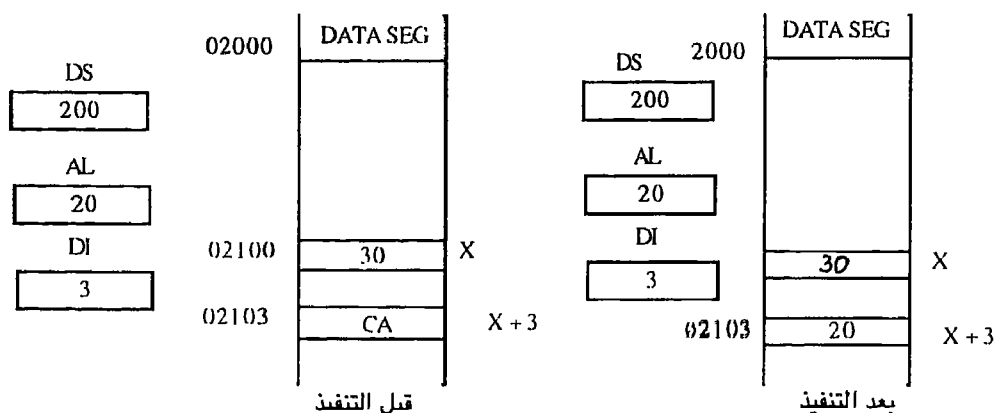 02000
DATA SEG
DS
200
AL
20
DI
3
02100
30
X
02103
CA
X + 3
قبل التنفيذ
2000
DATA SEG
DS
200
AL
20
DI
3
30
X
02103
20
X + 3
بعد التنفيذ